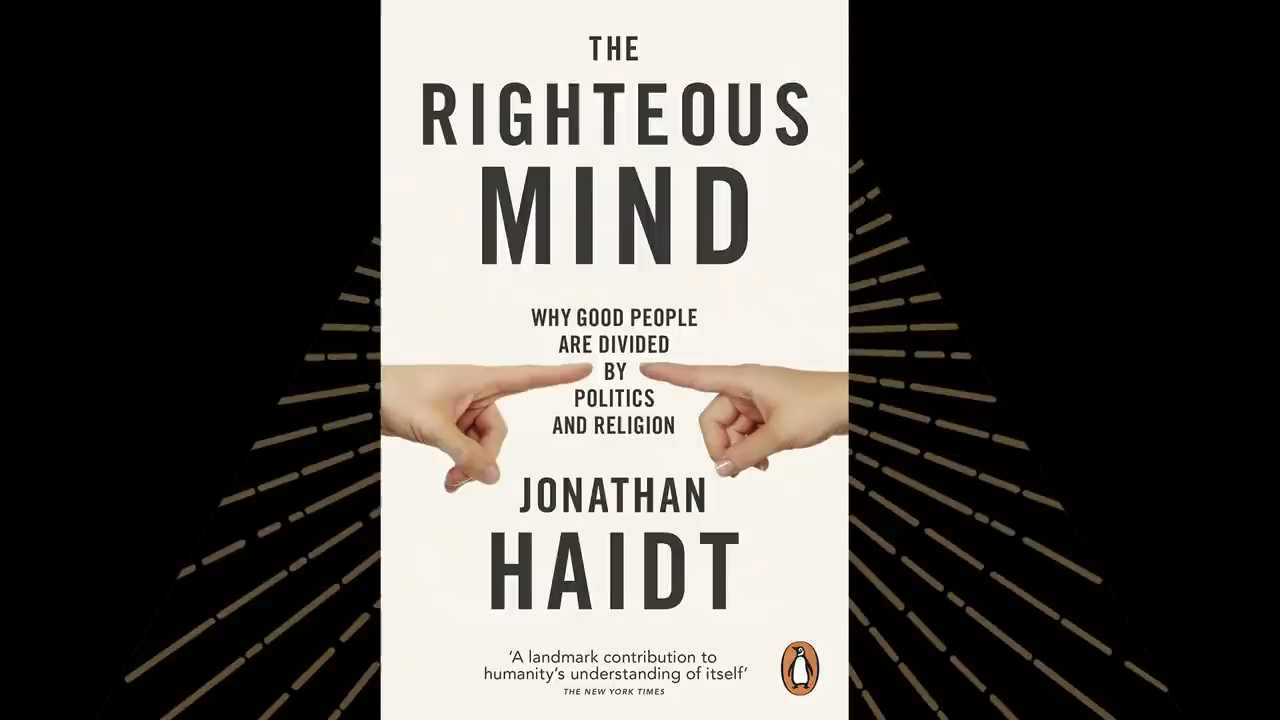 THE
RIGHTEOUS
MIND
WHY GOOD PEOPLE
ARE DIVIDED
BY
POLITICS
AND RELIGION
JONATHAN
HAIDT
‘A landmark contribution to
humanity’s understanding of itself’
THE NEW YORK TIMES